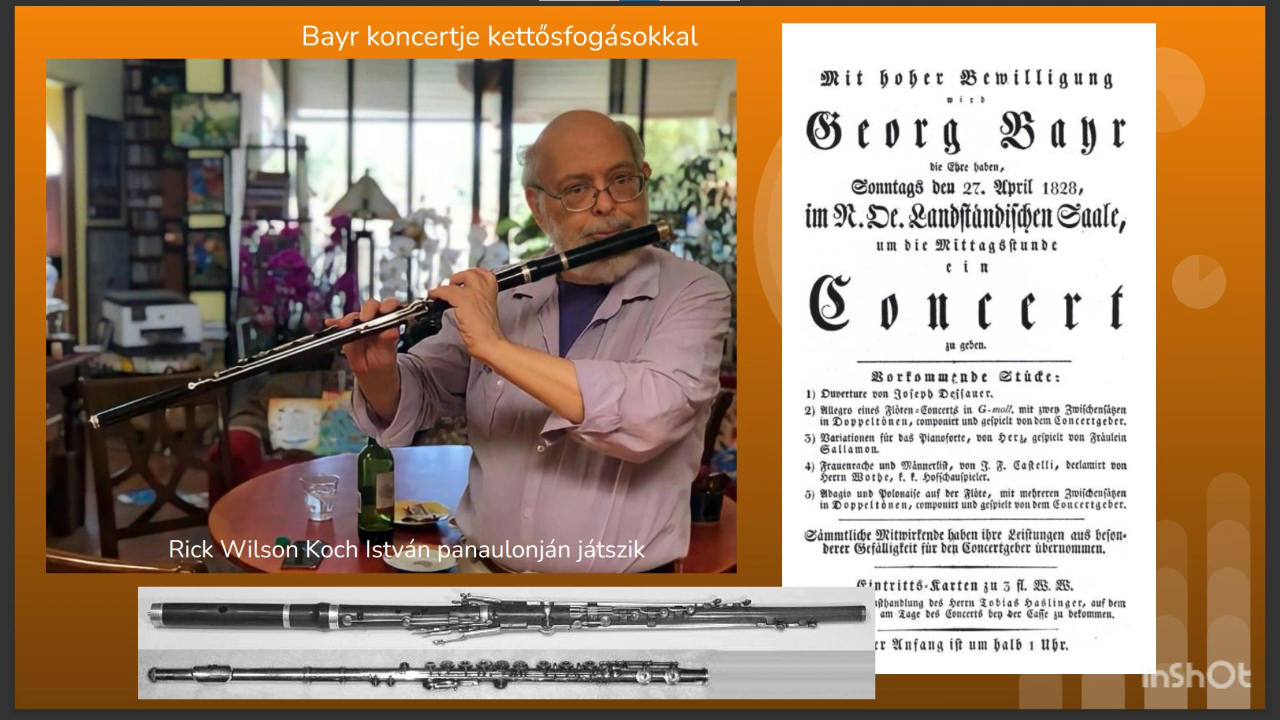 Bayr koncertje kettősfogásokkal
Rick Wilson Koch István panaulonján játszik
Mit hoher Bewilligung
wird
Georg Bayr
die Ehre haben,
Sonntags den 27. April 1828,
im N. Oe. Landständischen Saale,
um die Mittagsstunde
ein
Concert
zu geben.
Vorkommende Stücke:
1) Ouverture von Joseph Dessauer.
2) Allegro eines Flöten-Concerts in G-moll, mit zwey Zwischensätzen
in Doppeltönen, componirt und gespielt von dem Concertgeber.
3) Variationen für das Pianoforte, von Herz, gespielt von Fräulein
Sallamon.
4) Frauenrache und Männerlist, von J. F. Castelli, declamirt von
Herrn Wothe, k. k. Hofschauspieler.
5) Adagio und Polonaise auf der Flöte, mit mehreren Zwischensätzen
in Doppeltönen, componirt und gespielt von dem Concertgeber.
Sämmtliche Mitwirkende haben ihre Leistungen aus beson-
derer Gefälligkeit für den Concertgeber übernommen.
Eintritts-Karten zu 3 fl. W. W.
sthandlung des Herrn Tobias Haslinger, auf dem
am Tage des Concerts bey der Casse zu bekommen.
er Anfang ist um halb 1 Uhr.
InShOt